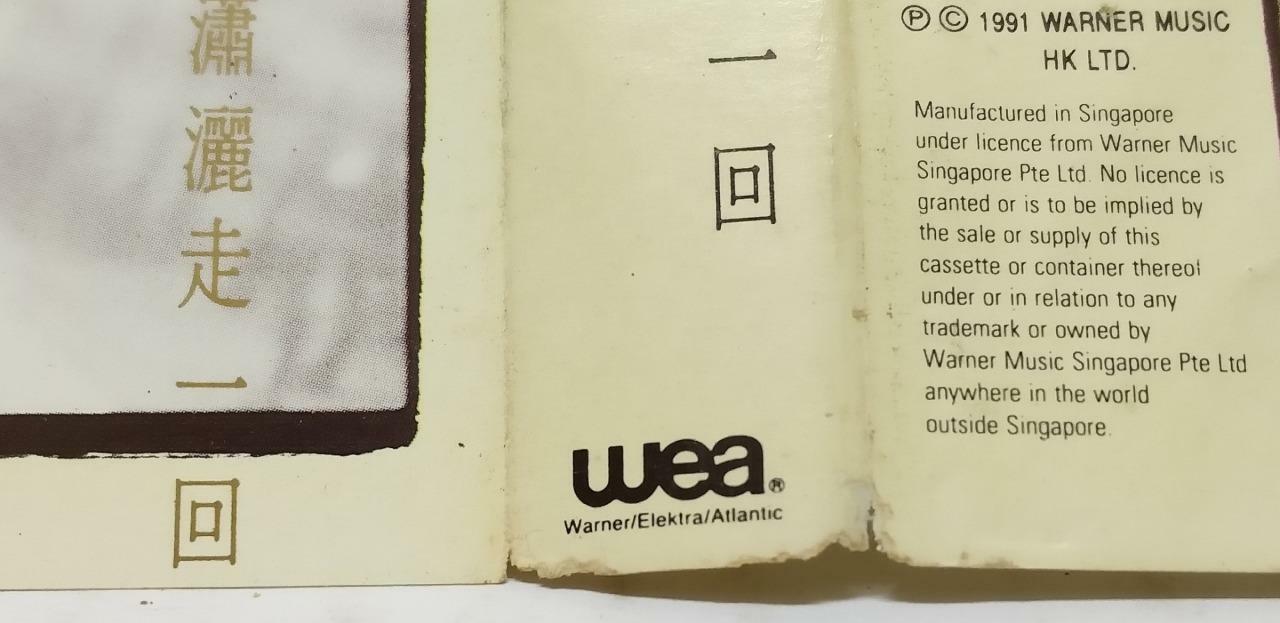 瀟灑走一回
一回
wea®
Warner/Elektra/Atlantic
Ⓟ © 1991 WARNER MUSIC
HK LTD.
Manufactured in Singapore
under licence from Warner Music
Singapore Pte Ltd. No licence is
granted or is to be implied by
the sale or supply of this
cassette or container thereof
under or in relation to any
trademark or owned by
Warner Music Singapore Pte Ltd
anywhere in the world
outside Singapore.